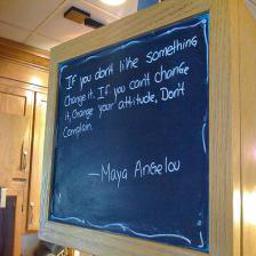 If you don't like something
Change it. If you can't change
it, Change your attitude, Don't
Complain.
—Maya Angelou